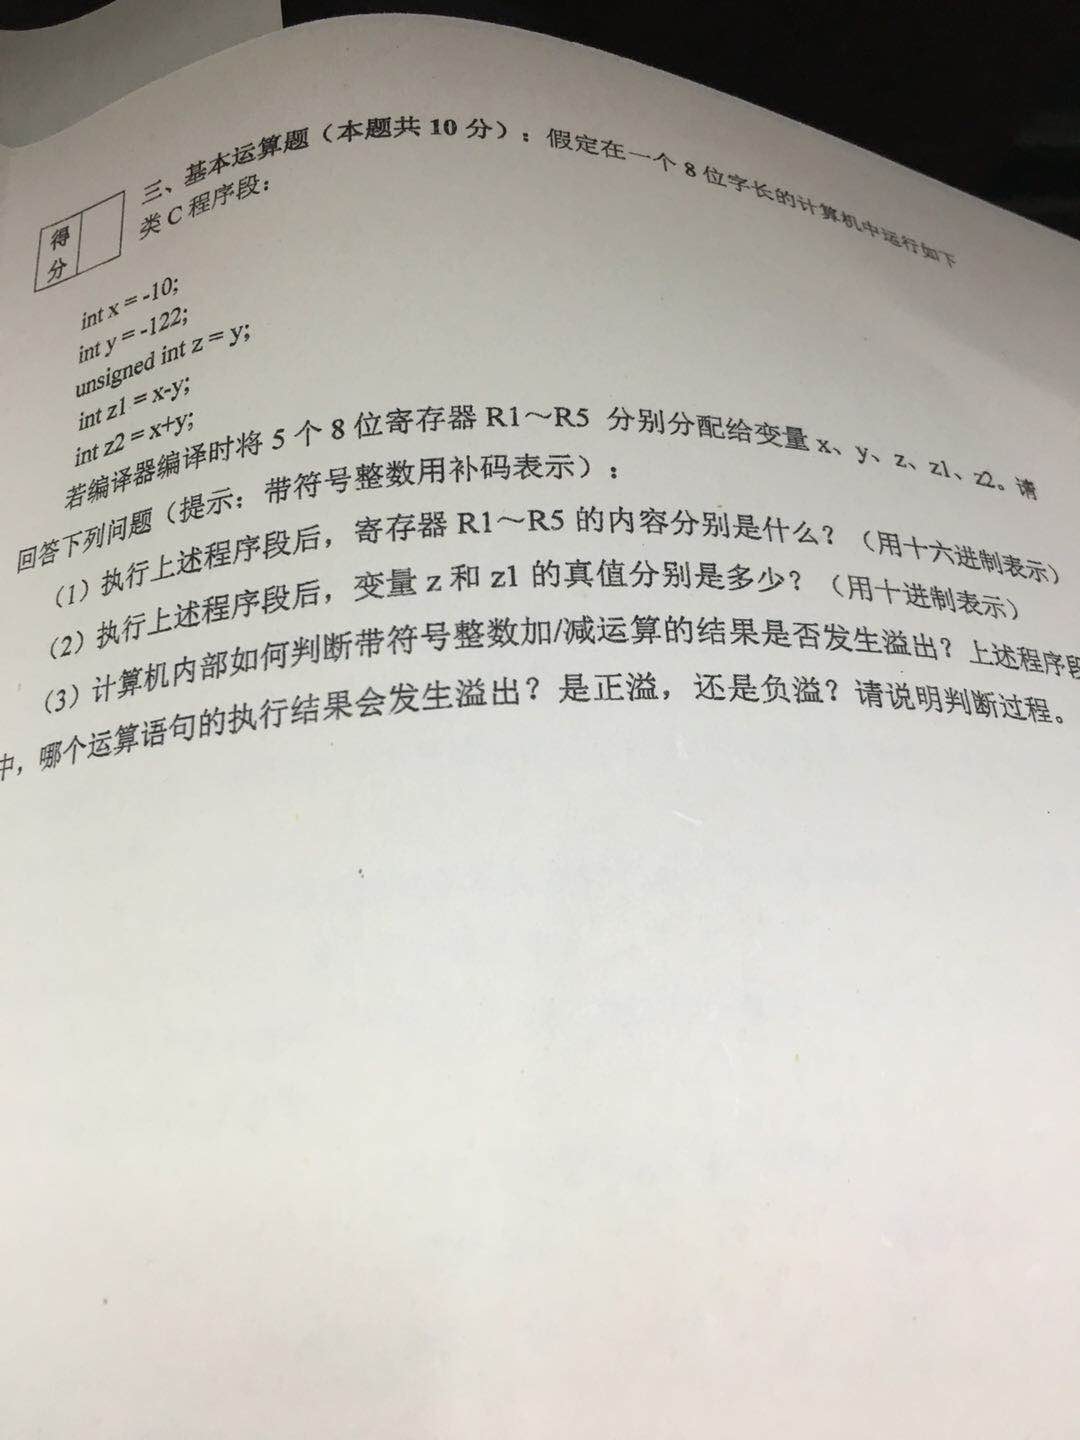 三、基本运算题（本题共 10 分）：假定在一个 8 位字长的计算机中运行如下
得分
类 C 程序段：
int x = -10;
int y = -122;
unsigned int z = y;
int z1 = x-y;
int z2 = x+y;
若编译器编译时将 5 个 8 位寄存器 R1～R5 分别分配给变量 x、y、z、z1、z2。请
回答下列问题（提示：带符号整数用补码表示）：
（1）执行上述程序段后，寄存器 R1～R5 的内容分别是什么？（用十六进制表示）
（2）执行上述程序段后，变量 z 和 z1 的真值分别是多少？（用十进制表示）
（3）计算机内部如何判断带符号整数加/减运算的结果是否发生溢出？上述程序段
中，哪个运算语句的执行结果会发生溢出？是正溢，还是负溢？请说明判断过程。